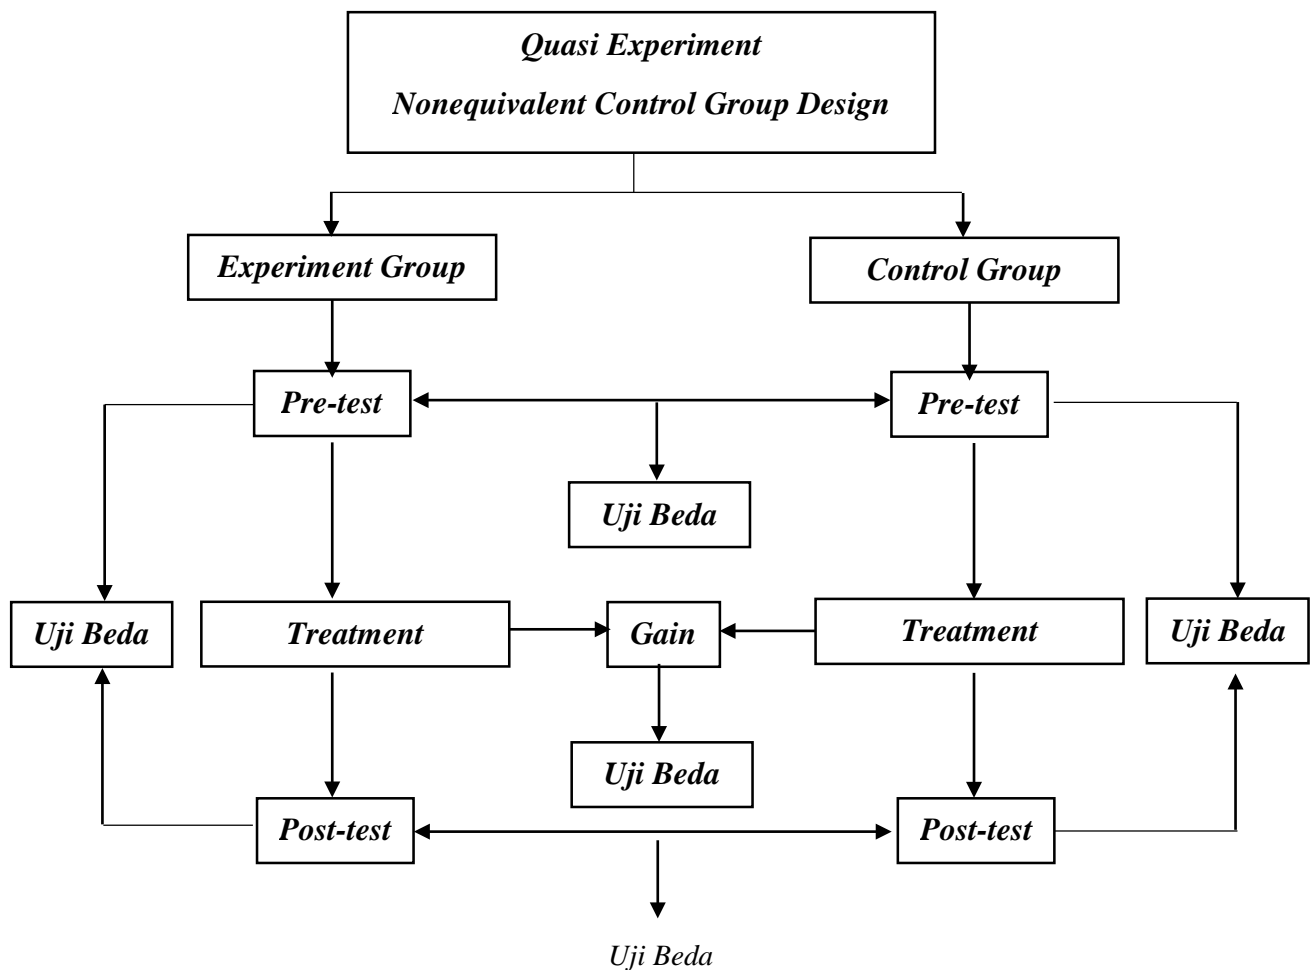 Quasi Experiment
Nonequivalent Control Group Design
Experiment Group
Control Group
Pre-test
Pre-test
Uji Beda
Uji Beda
Treatment
Gain
Treatment
Uji Beda
Uji Beda
Post-test
Post-test
Uji Beda